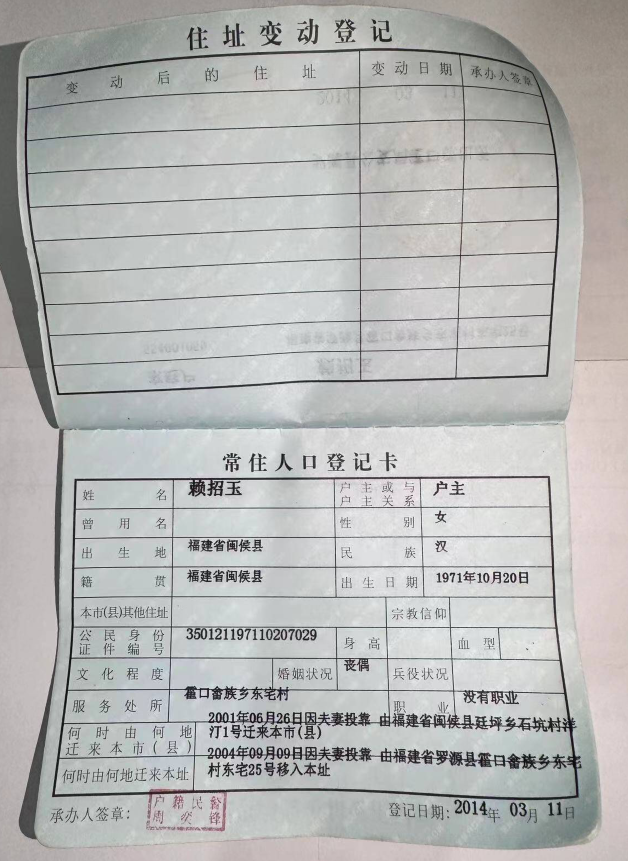 住址变动登记
变动后的住址 变动日期 承办人签章
常住人口登记卡
姓名 赖招玉 户主或与户主关系 户主
曾用名 性别 女
出生地 福建省闽侯县 民族 汉
籍贯 福建省闽侯县 出生日期 1971年10月20日
本市(县)其他住址 宗教信仰
公民身份证件编号 350121197110207029 身高 血型
文化程度 婚姻状况 丧偶 兵役状况
服务处所 霍口畲族乡东宅村 职业 没有职业
何时由何地迁来本市(县) 2001年06月26日因夫妻投靠 由福建省闽侯县廷坪乡石坑村洋
汀1号迁来本市(县)
何时由何地迁来本址 2004年09月09日因夫妻投靠 由福建省罗源县霍口畲族乡东宅
村东宅25号移入本址
承办人签章: 户籍民警 登记日期:2014年 03月 11日